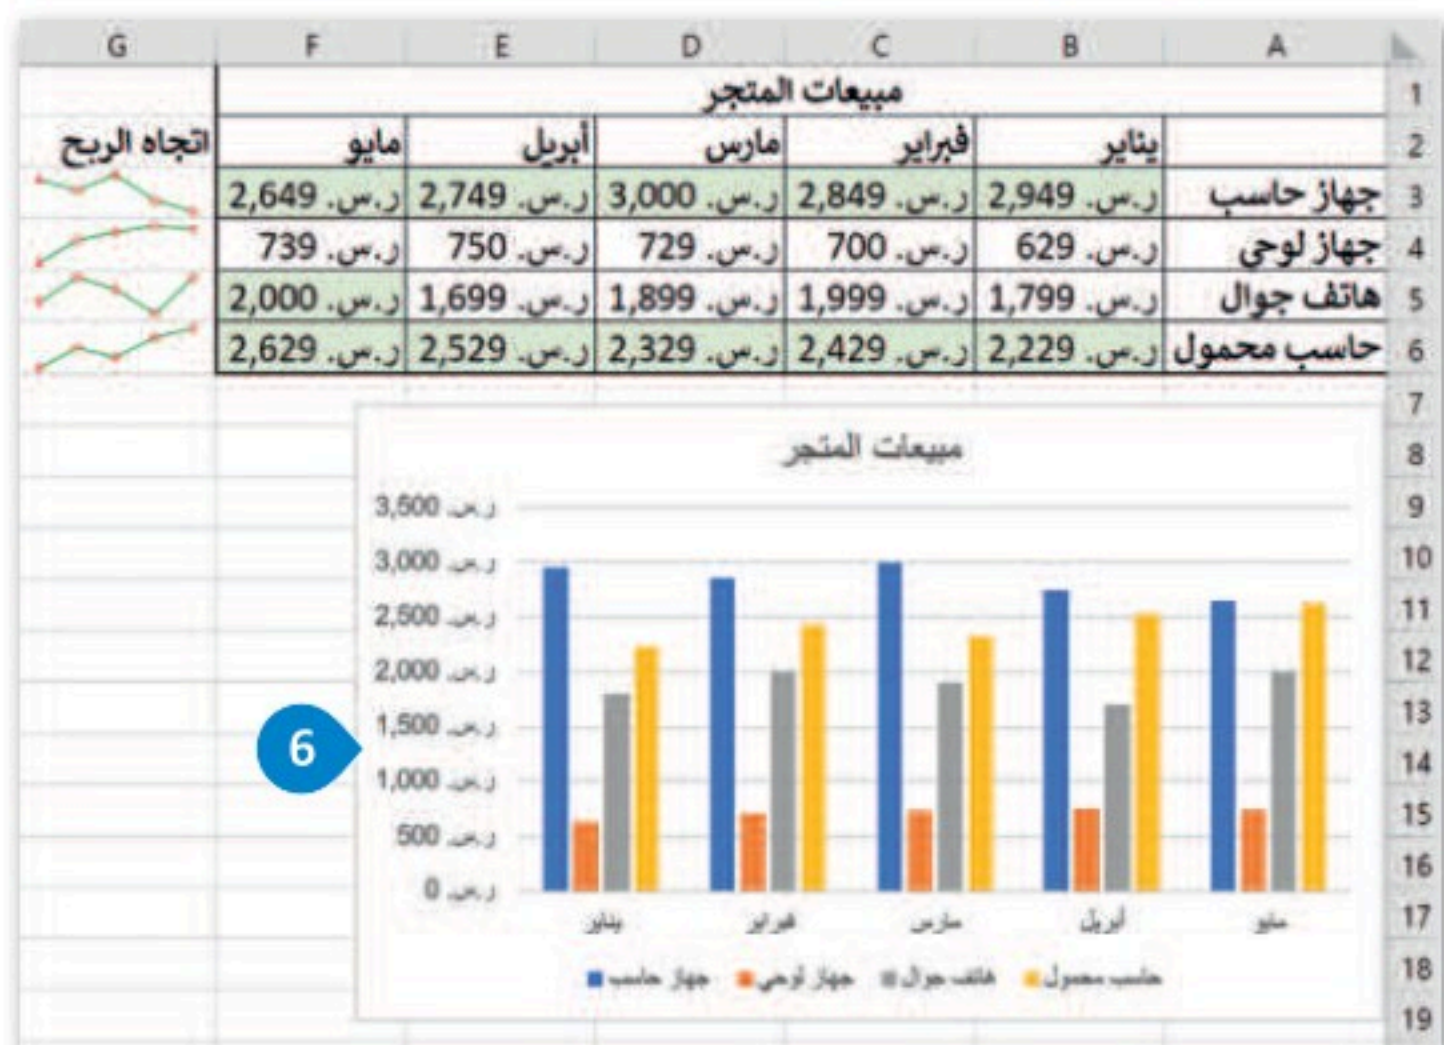 A B C D E F G
1 مبيعات المتجر
2 يناير فبراير مارس أبريل مايو اتجاه الربح
3 جهاز حاسب ر.س. 2,949 ر.س. 2,849 ر.س. 3,000 ر.س. 2,749 ر.س. 2,649
4 جهاز لوحي ر.س. 629 ر.س. 700 ر.س. 729 ر.س. 750 ر.س. 739
5 هاتف جوال ر.س. 1,799 ر.س. 1,999 ر.س. 1,899 ر.س. 1,699 ر.س. 2,000
6 حاسب محمول ر.س. 2,229 ر.س. 2,429 ر.س. 2,329 ر.س. 2,529 ر.س. 2,629
7
8
9
10
11
12
13
14
15
16
17
18
19
مبيعات المتجر
ر.س. 3,500
ر.س. 3,000
ر.س. 2,500
ر.س. 2,000
ر.س. 1,500
ر.س. 1,000
ر.س. 500
ر.س. 0
يناير فبراير مارس أبريل مايو
جهاز حاسب جهاز لوحي هاتف جوال حاسب محمول
6